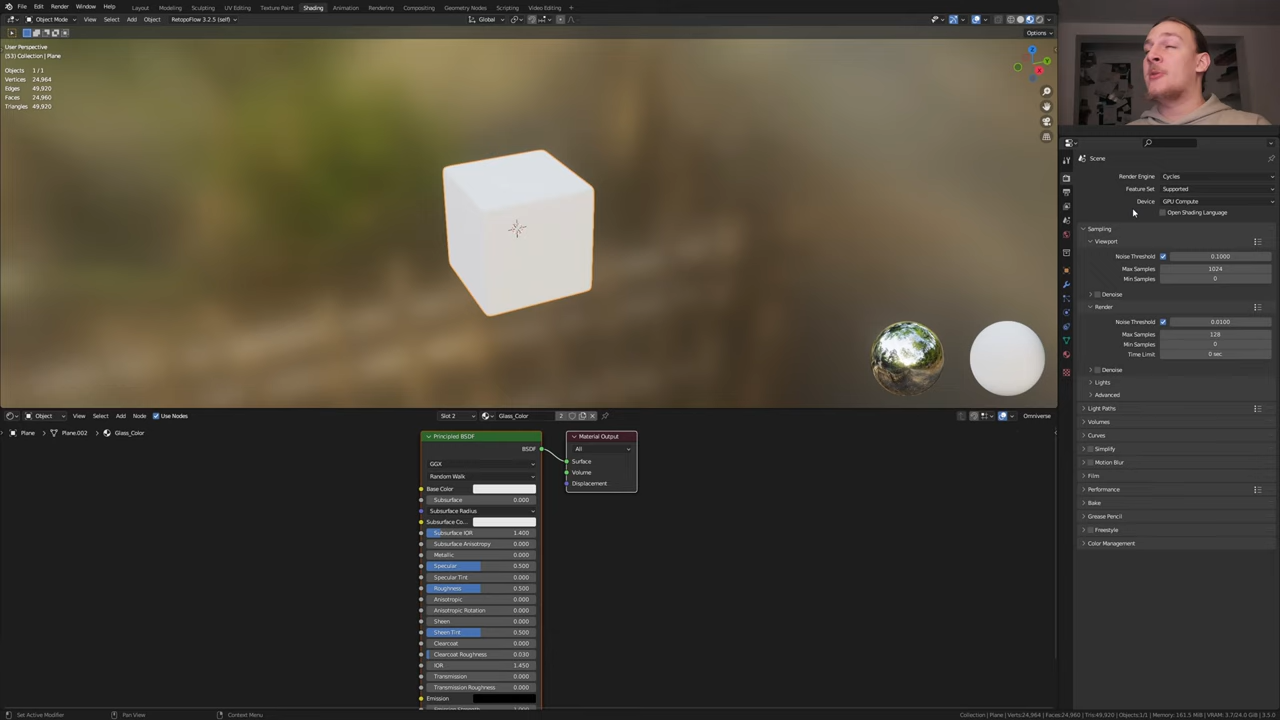 File Edit Render Window Help Layout Modeling Sculpting UV Editing Texture Paint Shading Animation Rendering Compositing Geometry Nodes Scripting Video Editing +
Object Mode View Select Add Object RetopoFlow 3.2.5 (self) Global
Options
User Perspective
(53) Collection | Plane
Objects 1/1
Vertices 24,964
Edges 49,920
Faces 24,960
Triangles 49,920
Z
Y
X
Object View Select Add Node Use Nodes Slot 2 Glass_Color 2 Omniverse
Plane > Plane.002 > Glass_Color
Principled BSDF
BSDF
GGX
Random Walk
Base Color
Subsurface 0.000
Subsurface Radius
Subsurface Co...
Subsurface IOR 1.400
Subsurface Anisotropy 0.000
Metallic 0.000
Specular 0.500
Specular Tint 0.000
Roughness 0.500
Anisotropic 0.000
Anisotropic Rotation 0.000
Sheen 0.000
Sheen Tint 0.500
Clearcoat 0.000
Clearcoat Roughness 0.030
IOR 1.450
Transmission 0.000
Transmission Roughness 0.000
Emission
Emission Strength 1.000
Material Output
All
Surface
Volume
Displacement
Scene
Render Engine Cycles
Feature Set Supported
Device GPU Compute
Open Shading Language
Sampling
Viewport
Noise Threshold 0.1000
Max Samples 1024
Min Samples 0
Denoise
Render
Noise Threshold 0.0100
Max Samples 128
Min Samples 0
Time Limit 0 sec
Denoise
Lights
Advanced
Light Paths
Volumes
Curves
Simplify
Motion Blur
Film
Performance
Bake
Grease Pencil
Freestyle
Color Management
Set Active Modifier Pan View Context Menu Collection | Plane | Verts:24,964 | Faces:24,960 | Tris:49,920 | Objects:1/1 | Memory: 161.5 MiB | VRAM: 3.7/24.0 GiB | 3.5.0